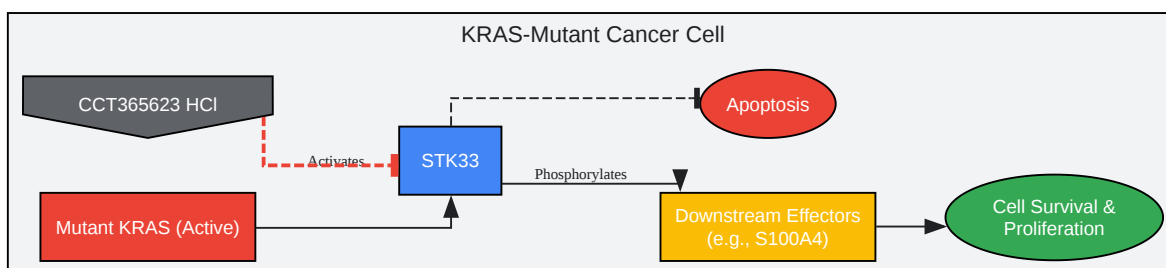 KRAS-Mutant Cancer Cell
CCT365623 HCl
Apoptosis
Activates
STK33
Phosphorylates
Mutant KRAS (Active)
Downstream Effectors
(e.g., S100A4)
Cell Survival &
Proliferation